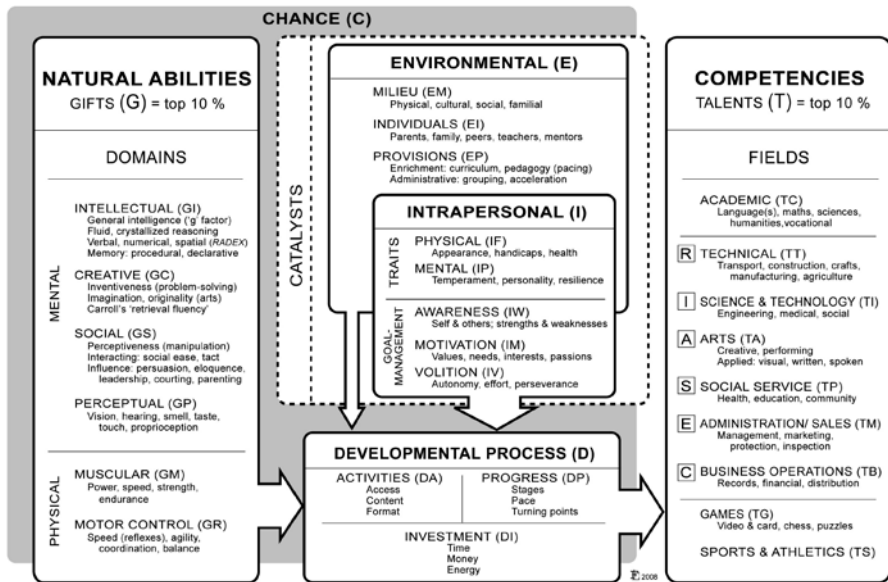 CHANCE (C)
NATURAL ABILITIES
GIFTS (G) = top 10 %
DOMAINS
MENTAL
INTELLECTUAL (GI)
General intelligence ('g' factor)
Fluid, crystallized reasoning
Verbal, numerical, spatial (RADEX)
Memory: procedural, declarative
CREATIVE (GC)
Inventiveness (problem-solving)
Imagination, originality (arts)
Carroll's 'retrieval fluency'
SOCIAL (GS)
Perceptiveness (manipulation)
Interacting: social ease, tact
Influence: persuasion, eloquence,
leadership, courting, parenting
PERCEPTUAL (GP)
Vision, hearing, smell, taste,
touch, proprioception
PHYSICAL
MUSCULAR (GM)
Power, speed, strength,
endurance
MOTOR CONTROL (GR)
Speed (reflexes), agility,
coordination, balance
CATALYSTS
ENVIRONMENTAL (E)
MILIEU (EM)
Physical, cultural, social, familial
INDIVIDUALS (EI)
Parents, family, peers, teachers, mentors
PROVISIONS (EP)
Enrichment: curriculum, pedagogy (pacing)
Administrative: grouping, acceleration
INTRAPERSONAL (I)
TRAITS
PHYSICAL (IF)
Appearance, handicaps, health
MENTAL (IP)
Temperament, personality, resilience
GOAL-
MANAGEMENT
AWARENESS (IW)
Self & others; strengths & weaknesses
MOTIVATION (IM)
Values, needs, interests, passions
VOLITION (IV)
Autonomy, effort, perseverance
DEVELOPMENTAL PROCESS (D)
ACTIVITIES (DA)
Access
Content
Format
PROGRESS (DP)
Stages
Pace
Turning points
INVESTMENT (DI)
Time
Money
Energy
2008
COMPETENCIES
TALENTS (T) = top 10 %
FIELDS
ACADEMIC (TC)
Language(s), maths, sciences,
humanities,vocational
R TECHNICAL (TT)
Transport, construction, crafts,
manufacturing, agriculture
I SCIENCE & TECHNOLOGY (TI)
Engineering, medical, social
A ARTS (TA)
Creative, performing
Applied: visual, written, spoken
S SOCIAL SERVICE (TP)
Health, education, community
E ADMINISTRATION/ SALES (TM)
Management, marketing,
protection, inspection
C BUSINESS OPERATIONS (TB)
Records, financial, distribution
GAMES (TG)
Video & card, chess, puzzles
SPORTS & ATHLETICS (TS)